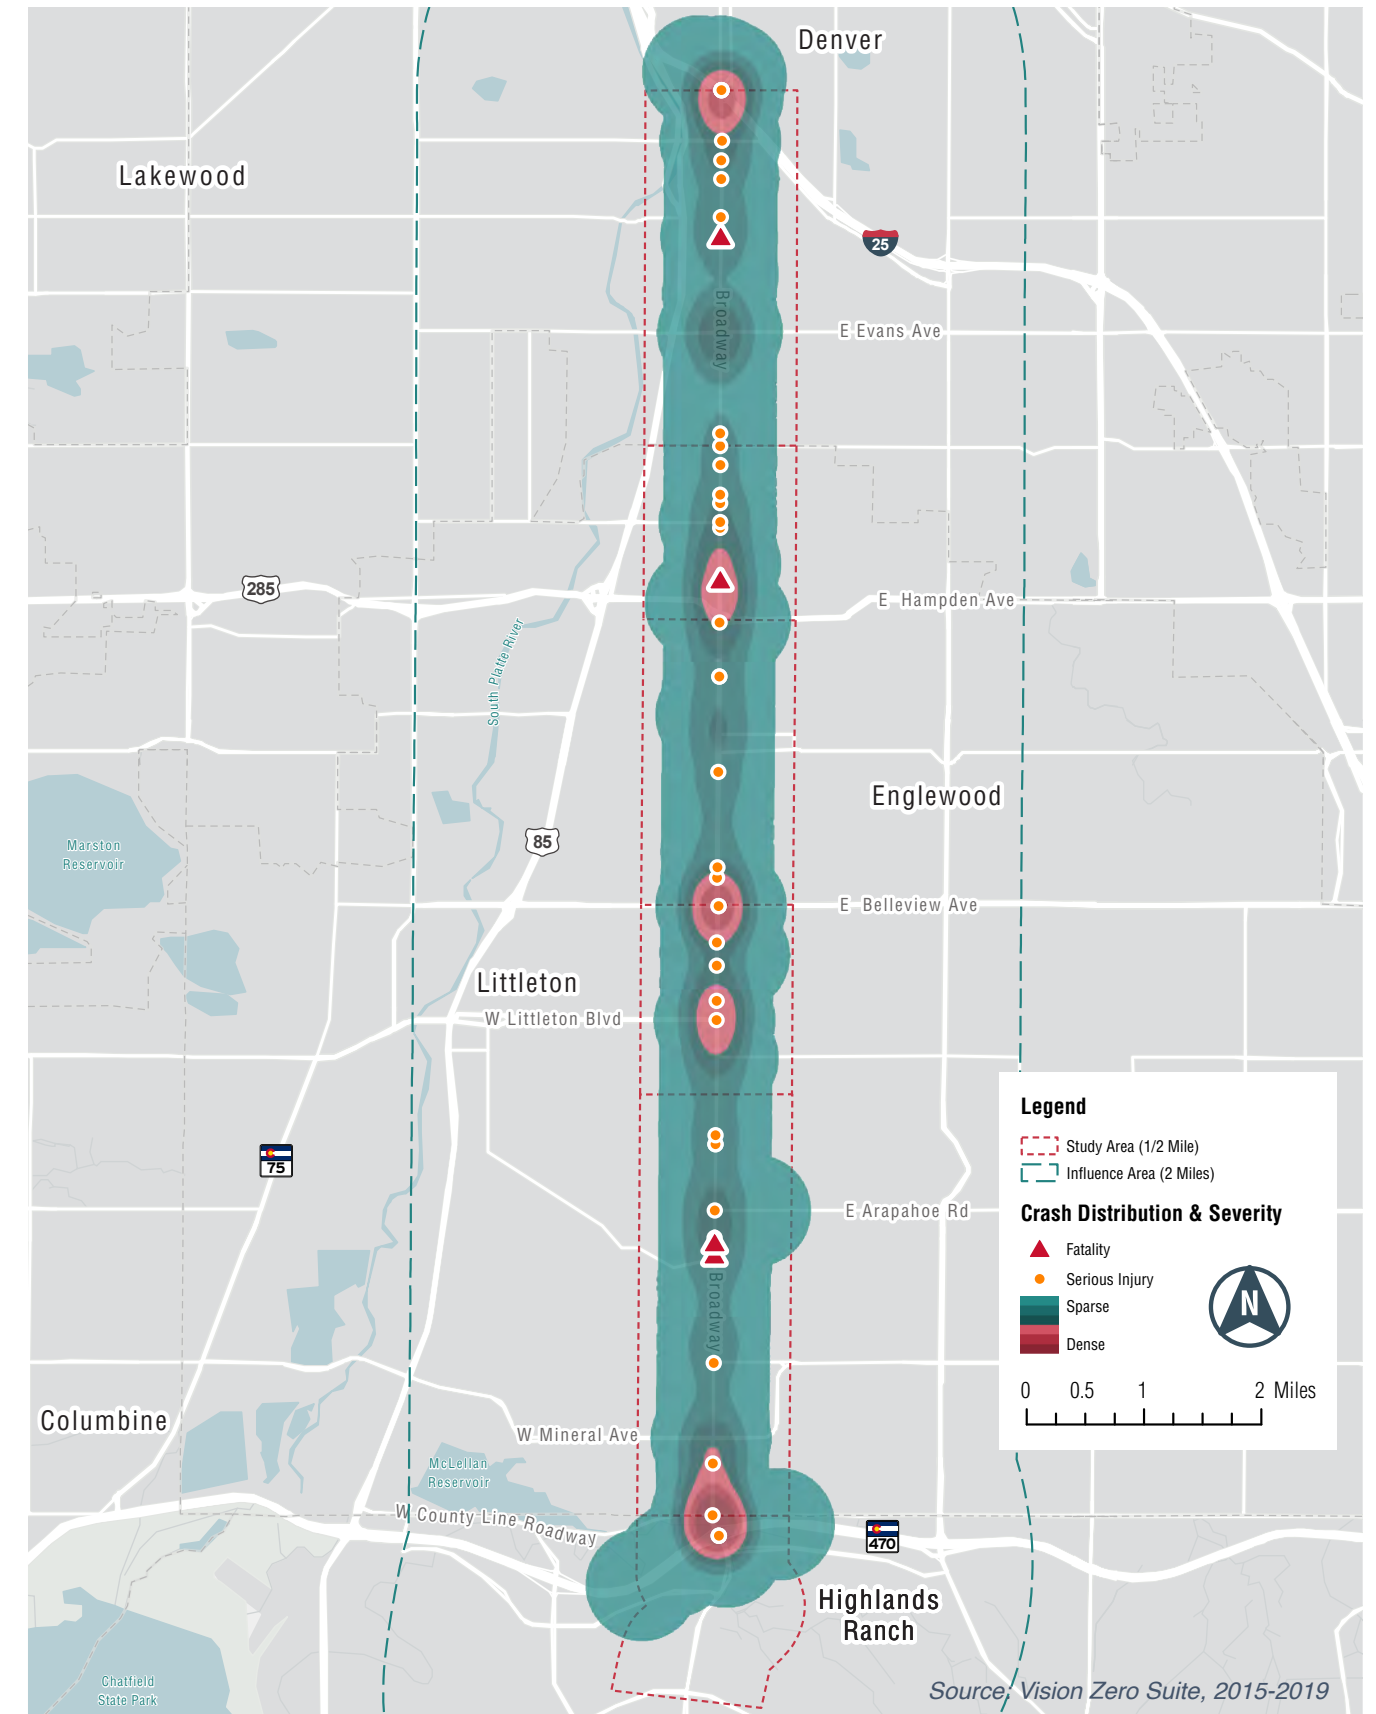 Denver
Lakewood
25
Broadway
E Evans Ave
285
E Hampden Ave
South Platte River
Englewood
85
Marston
Reservoir
E Belleview Ave
Littleton
W Littleton Blvd
75
E Arapahoe Rd
Broadway
Columbine
W Mineral Ave
McLellan
Reservoir
W County Line Roadway
470
Highlands
Ranch
Chatfield
State Park
Legend
Study Area (1/2 Mile)
Influence Area (2 Miles)
Crash Distribution & Severity
Fatality
Serious Injury
Sparse
Dense
N
0 0.5 1 2 Miles
Source: Vision Zero Suite, 2015-2019